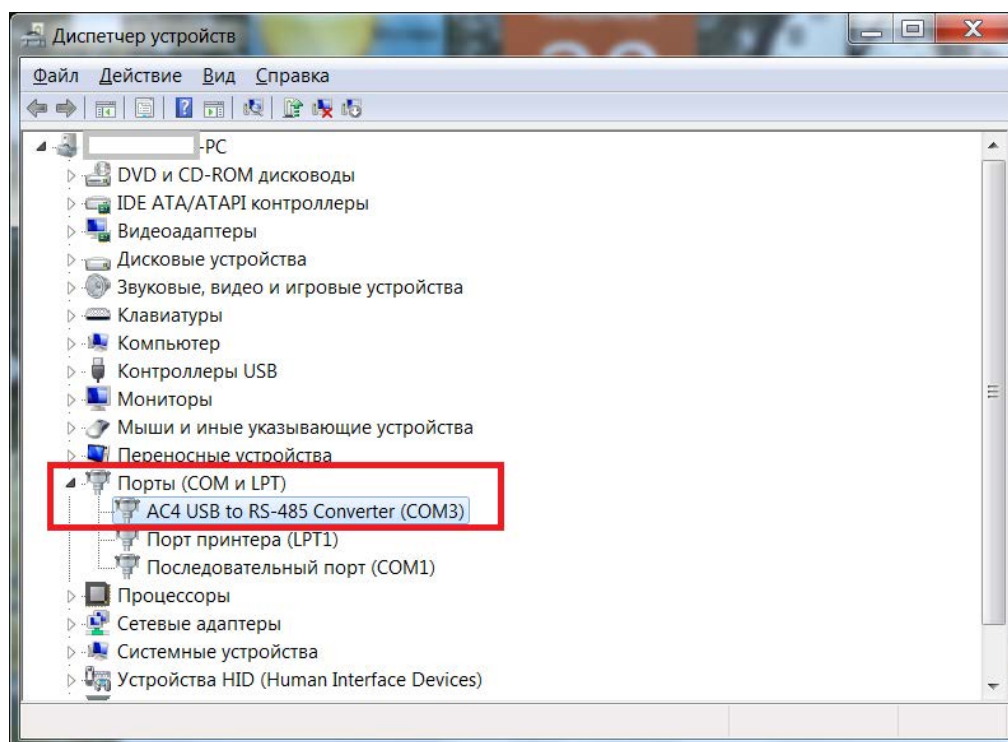 Диспетчер устройств
Файл Действие Вид Справка
-PC
DVD и CD-ROM дисководы
IDE ATA/ATAPI контроллеры
Видеоадаптеры
Дисковые устройства
Звуковые, видео и игровые устройства
Клавиатуры
Компьютер
Контроллеры USB
Мониторы
Мыши и иные указывающие устройства
Переносные устройства
Порты (COM и LPT)
AC4 USB to RS-485 Converter (COM3)
Порт принтера (LPT1)
Последовательный порт (COM1)
Процессоры
Сетевые адаптеры
Системные устройства
Устройства HID (Human Interface Devices)